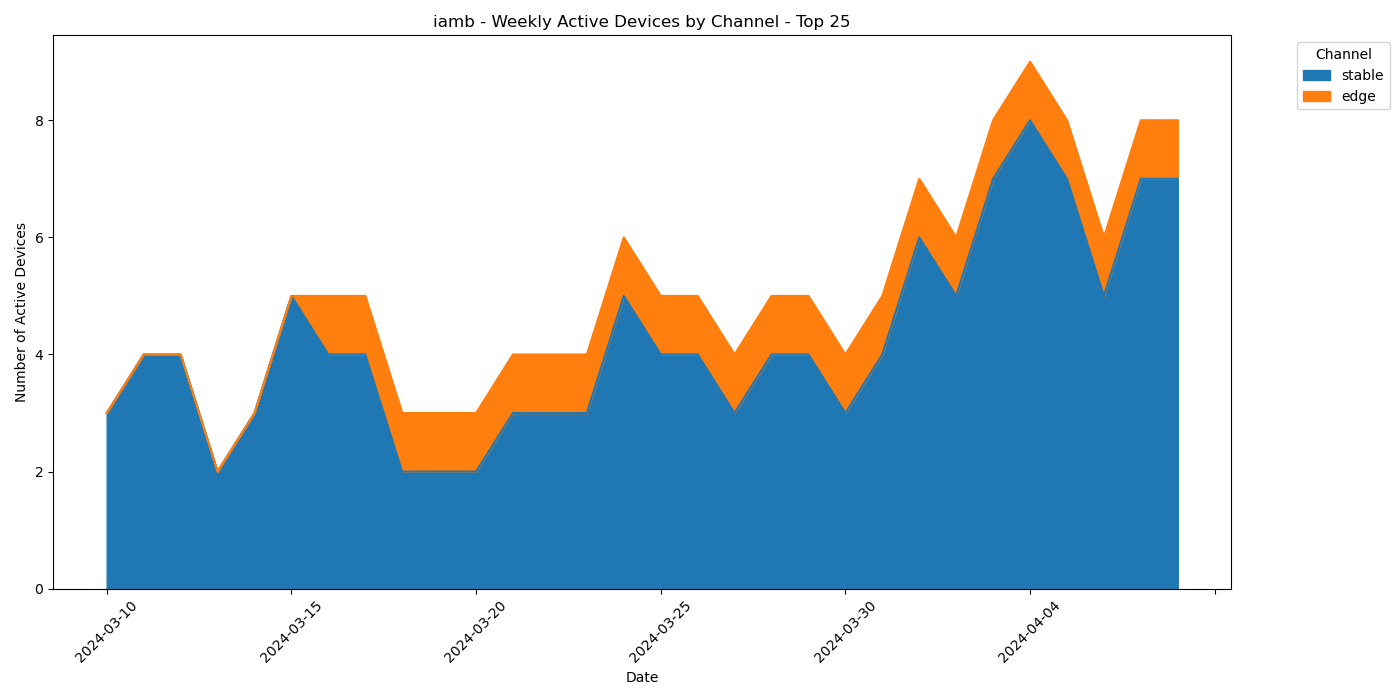 iamb - Weekly Active Devices by Channel - Top 25
Channel
stable
edge
Number of Active Devices
8
6
4
2
0
2024-03-10
2024-03-15
2024-03-20
2024-03-25
2024-03-30
2024-04-04
Date